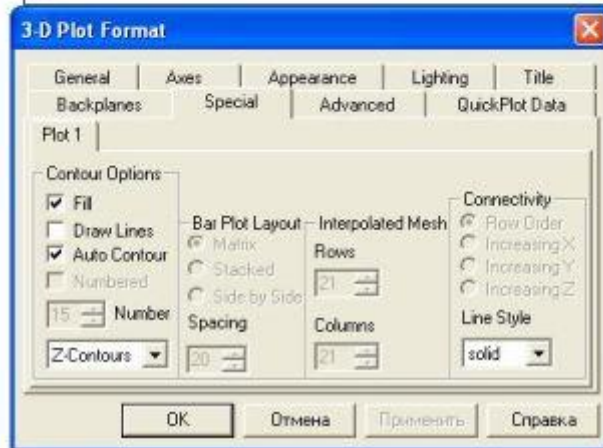 3-D Plot Format
General Axes Appearance Lighting Title
Backplanes Special Advanced QuickPlot Data
Plot 1
Contour Options
Fill
Draw Lines
Auto Contour
Numbered
15 Number
Z-Contours
Bar Plot Layout
Matrix
Stacked
Side by Side
Spacing
20
Interpolated Mesh
Rows
21
Columns
21
Connectivity
Row Order
Increasing X
Increasing Y
Increasing Z
Line Style
solid
OK Отмена Применить Справка